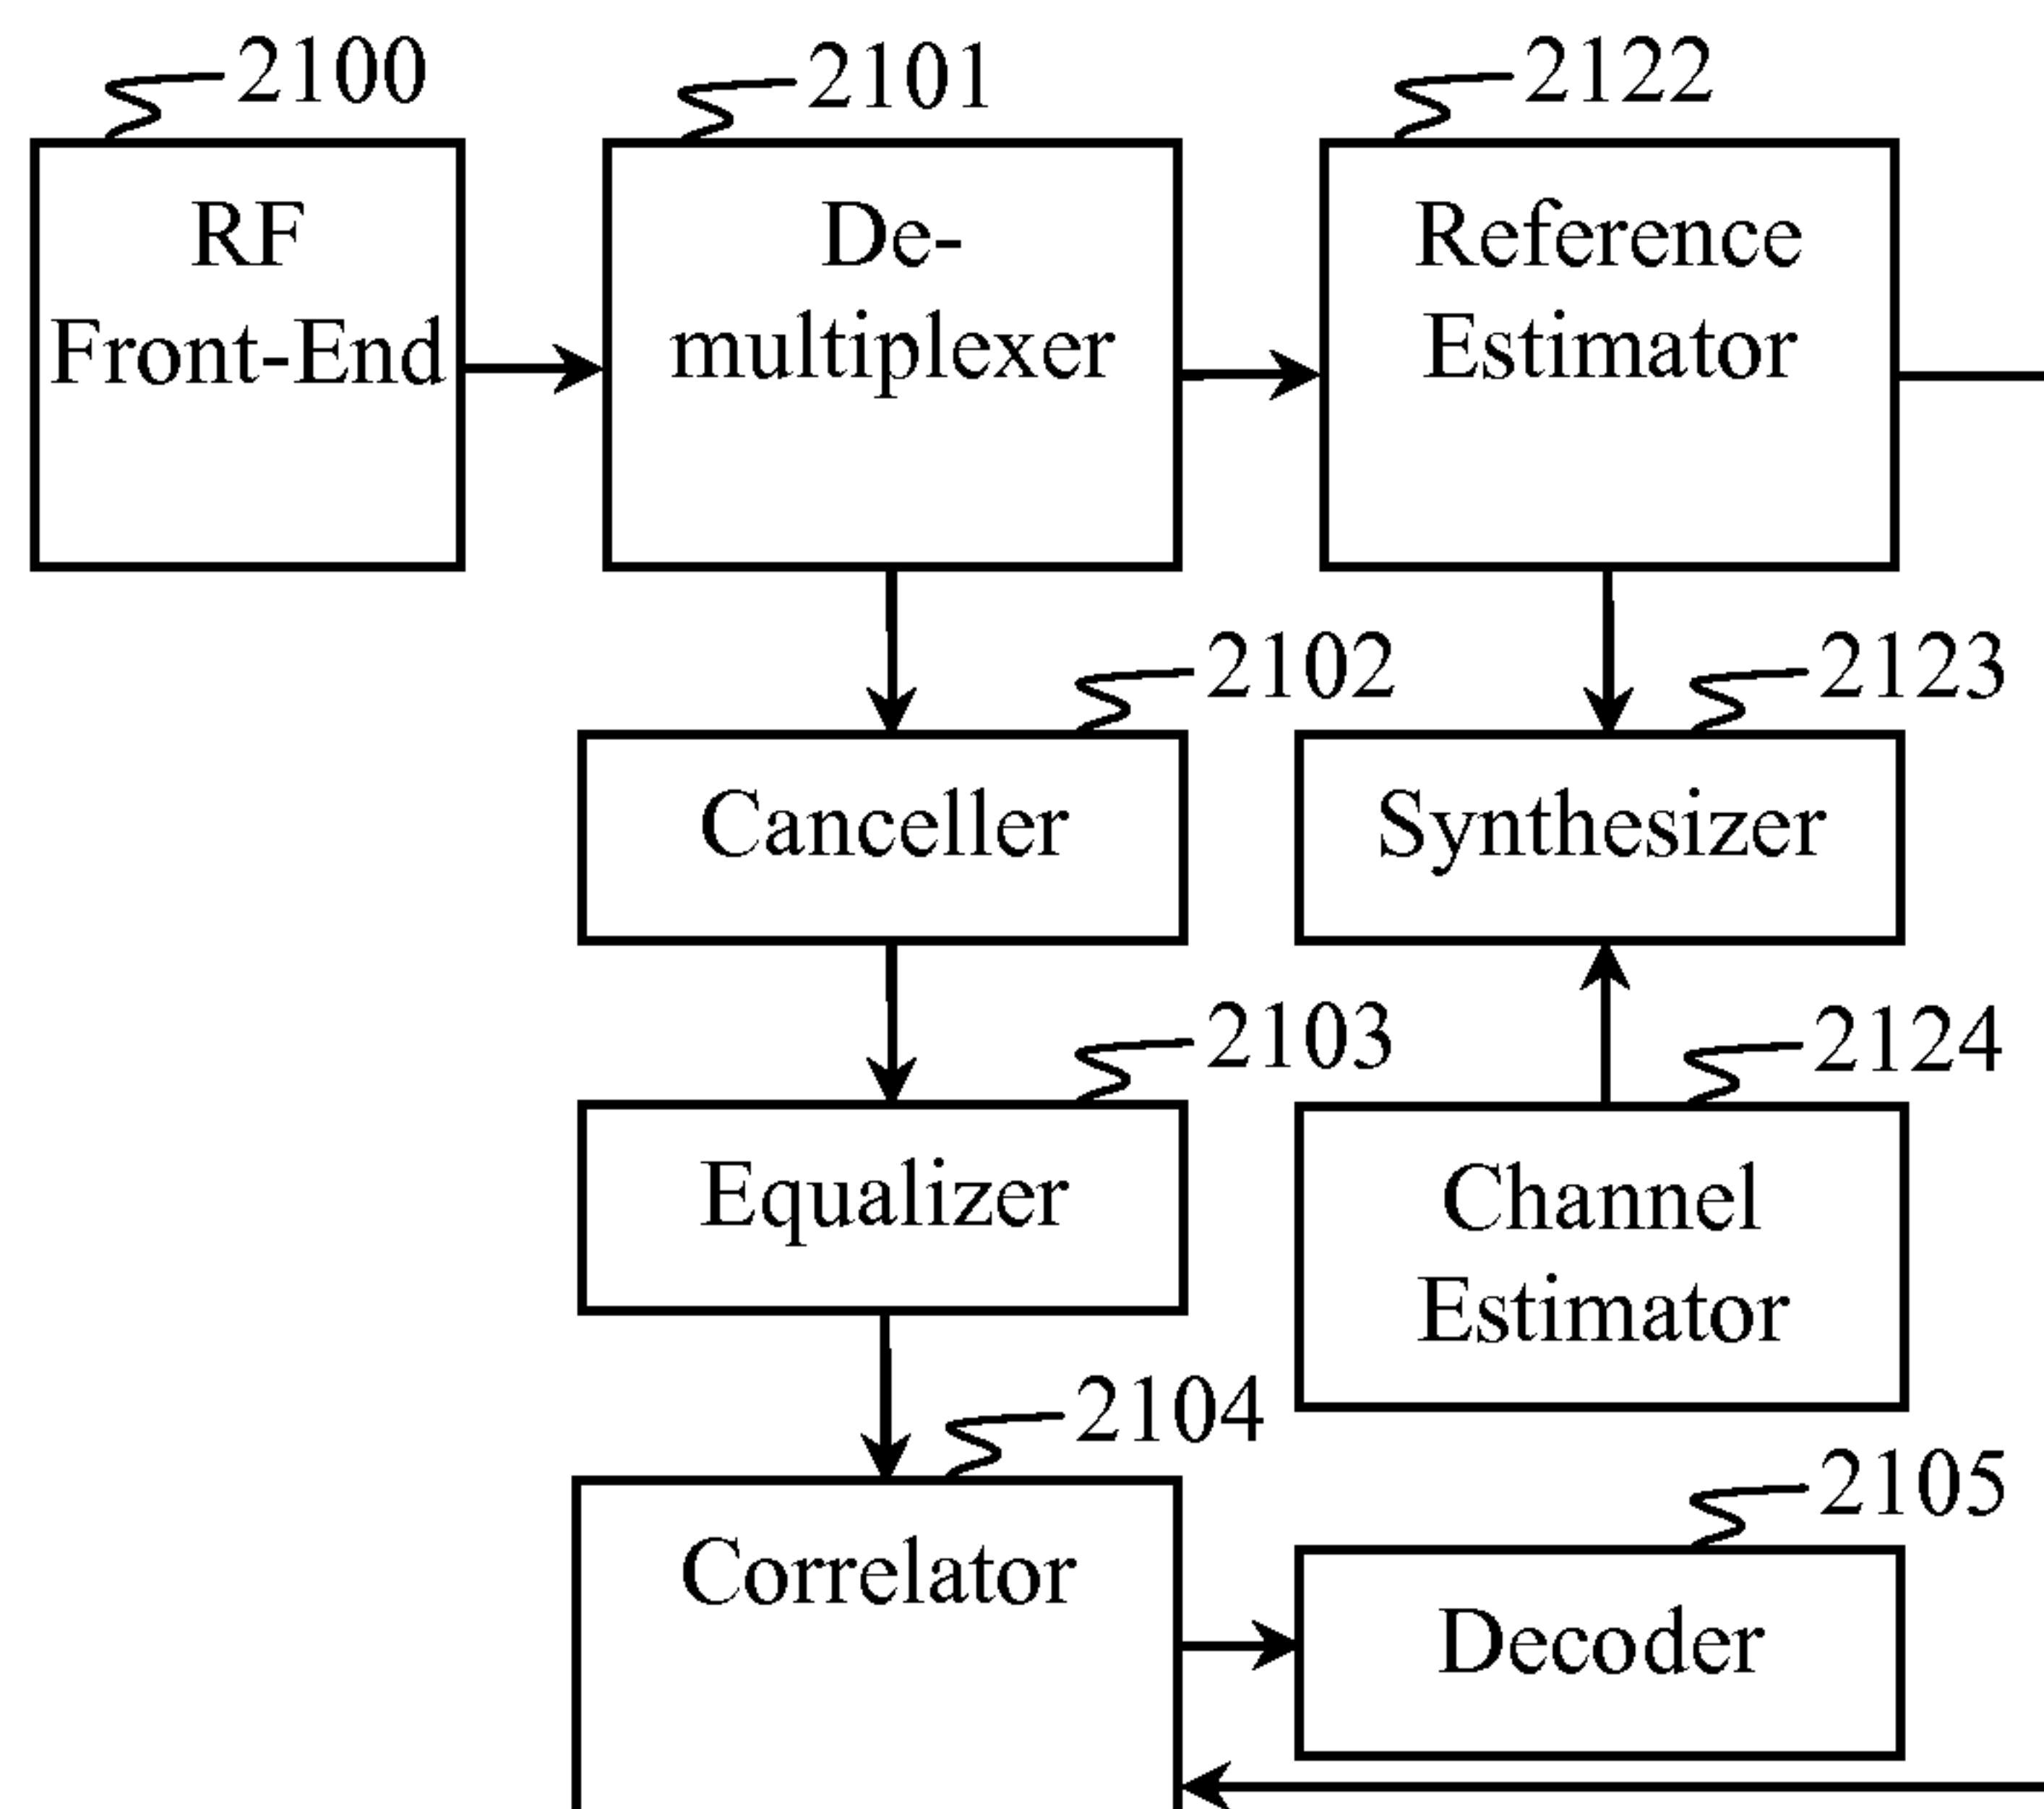 2100
2101
2122
RF
Front-End
De-
multiplexer
Reference
Estimator
2102
2123
Canceller
Synthesizer
2103
2124
Equalizer
Channel
Estimator
2104
2105
Correlator
Decoder